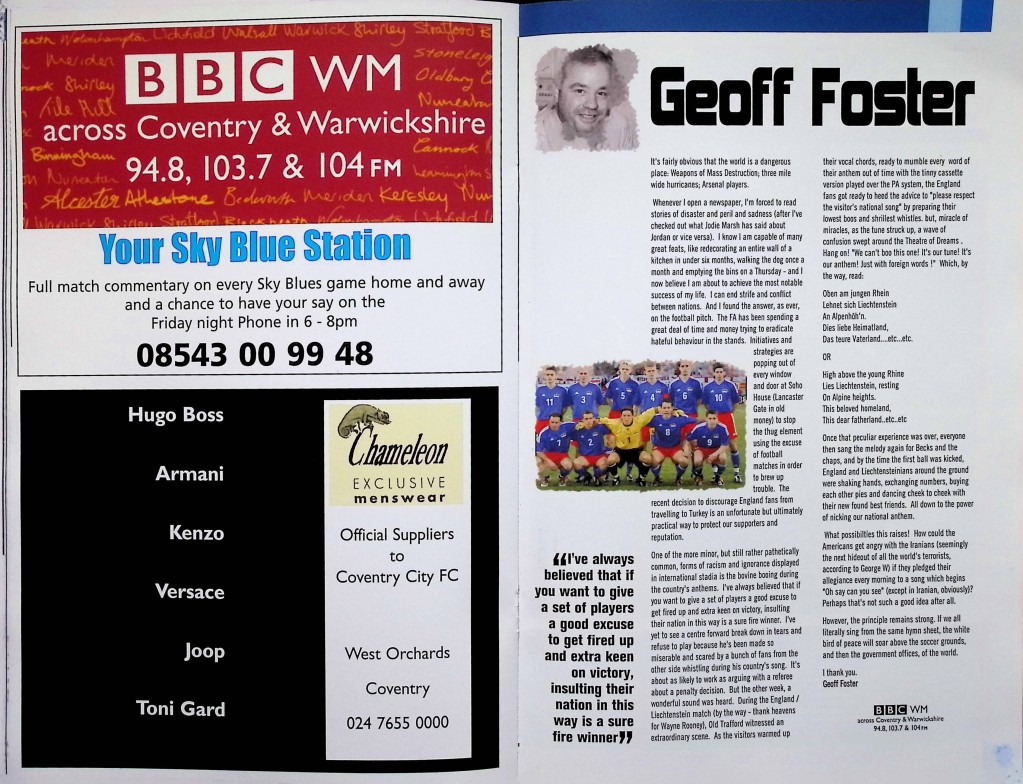 BBC WM
across Coventry & Warwickshire
94.8, 103.7 & 104 FM
Your Sky Blue Station
Full match commentary on every Sky Blues game home and away
and a chance to have your say on the
Friday night Phone in 6 - 8pm
08543 00 99 48
Hugo Boss
Armani
Kenzo
Versace
Joop
Toni Gard
Chameleon
EXCLUSIVE
menswear
Official Suppliers
to
Coventry City FC
West Orchards
Coventry
024 7655 0000
Geoff Foster
It's fairly obvious that the world is a dangerous
place: Weapons of Mass Destruction; three mile
wide hurricanes; Arsenal players.
Whenever I open a newspaper, I'm forced to read
stories of disaster and peril and sadness (after I've
checked out what Jodie Marsh has said about
Jordan or vice versa). I know I am capable of many
great feats, like redecorating an entire wall of a
kitchen in under six months, walking the dog once a
month and emptying the bins on a Thursday - and I
now believe I am about to achieve the most notable
success of my life. I can end strife and conflict
between nations. And I found the answer, as ever,
on the football pitch. The FA has been spending a
great deal of time and money trying to eradicate
hateful behaviour in the stands. Initiatives and
strategies are
popping out of
every window
and door at Soho
House (Lancaster
Gate in old
money) to stop
the thug element
using the excuse
of football
matches in order
to brew up
trouble. The
recent decision to discourage England fans from
travelling to Turkey is an unfortunate but ultimately
practical way to protect our supporters and
reputation.
One of the more minor, but still rather pathetically
common, forms of racism and ignorance displayed
in international stadia is the bovine booing during
the country's anthems. I've always believed that if
you want to give a set of players a good excuse to
get fired up and extra keen on victory, insulting
their nation in this way is a sure fire winner. I've
yet to see a centre forward break down in tears and
refuse to play because he's been made so
miserable and scared by a bunch of fans from the
other side whistling during his country's song. It's
about as likely to work as arguing with a referee
about a penalty decision. But the other week, a
wonderful sound was heard. During the England /
Liechtenstein match (by the way - thank heavens
for Wayne Rooney), Old Trafford witnessed an
extraordinary scene. As the visitors warmed up
“I've always
believed that if
you want to give
a set of players
a good excuse
to get fired up
and extra keen
on victory,
insulting their
nation in this
way is a sure
fire winner”
their vocal chords, ready to mumble every word of
their anthem out of time with the tinny cassette
version played over the PA system, the England
fans got ready to heed the advice to "please respect
the visitor's national song" by preparing their
lowest boos and shrillest whistles. but, miracle of
miracles, as the tune struck up, a wave of
confusion swept around the Theatre of Dreams .
Hang on! "We can't boo this one! It's our tune! It's
our anthem! Just with foreign words !" Which, by
the way, read:
Oben am jungen Rhein
Lehnet sich Liechtenstein
An Alpenhöh'n.
Dies liebe Heimatland,
Das teure Vaterland....etc...etc.
OR
High above the young Rhine
Lies Liechtenstein, resting
On Alpine heights.
This beloved homeland,
This dear fatherland..etc..etc
Once that peculiar experience was over, everyone
then sang the melody again for Becks and the
chaps, and by the time the first ball was kicked,
England and Liechtensteinians around the ground
were shaking hands, exchanging numbers, buying
each other pies and dancing cheek to cheek with
their new found best friends. All down to the power
of nicking our national anthem.
What possibilties this raises! How could the
Americans get angry with the Iranians (seemingly
the next hideout of all the world's terrorists,
according to George W) if they pledged their
allegiance every morning to a song which begins
"Oh say can you see" (except in Iranian, obviously)?
Perhaps that's not such a good idea after all.
However, the principle remains strong. If we all
literally sing from the same hymn sheet, the white
bird of peace will soar above the soccer grounds,
and then the government offices, of the world.
I thank you.
Geoff Foster
BBC WM
across Coventry & Warwickshire
94.8, 103.7 & 104 FM